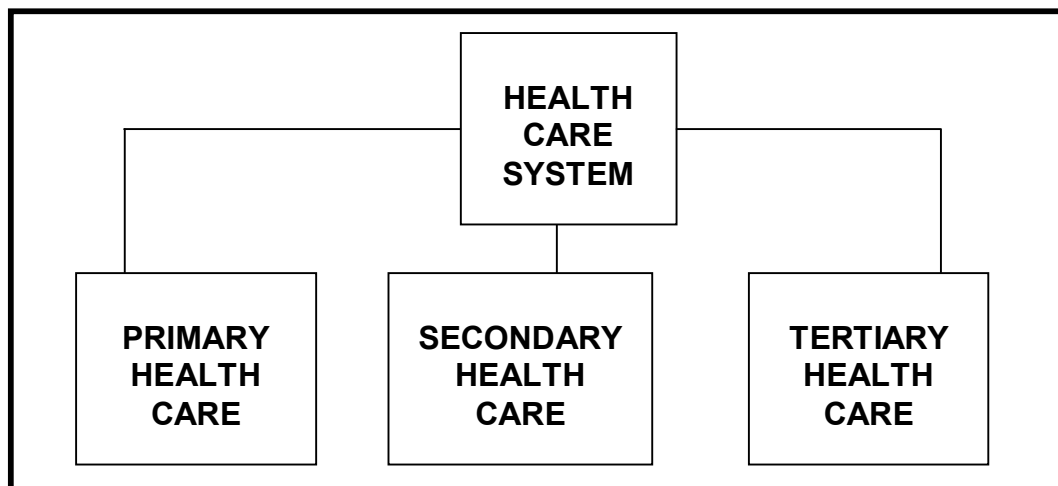 HEALTH
CARE
SYSTEM
PRIMARY
HEALTH
CARE
SECONDARY
HEALTH
CARE
TERTIARY
HEALTH
CARE